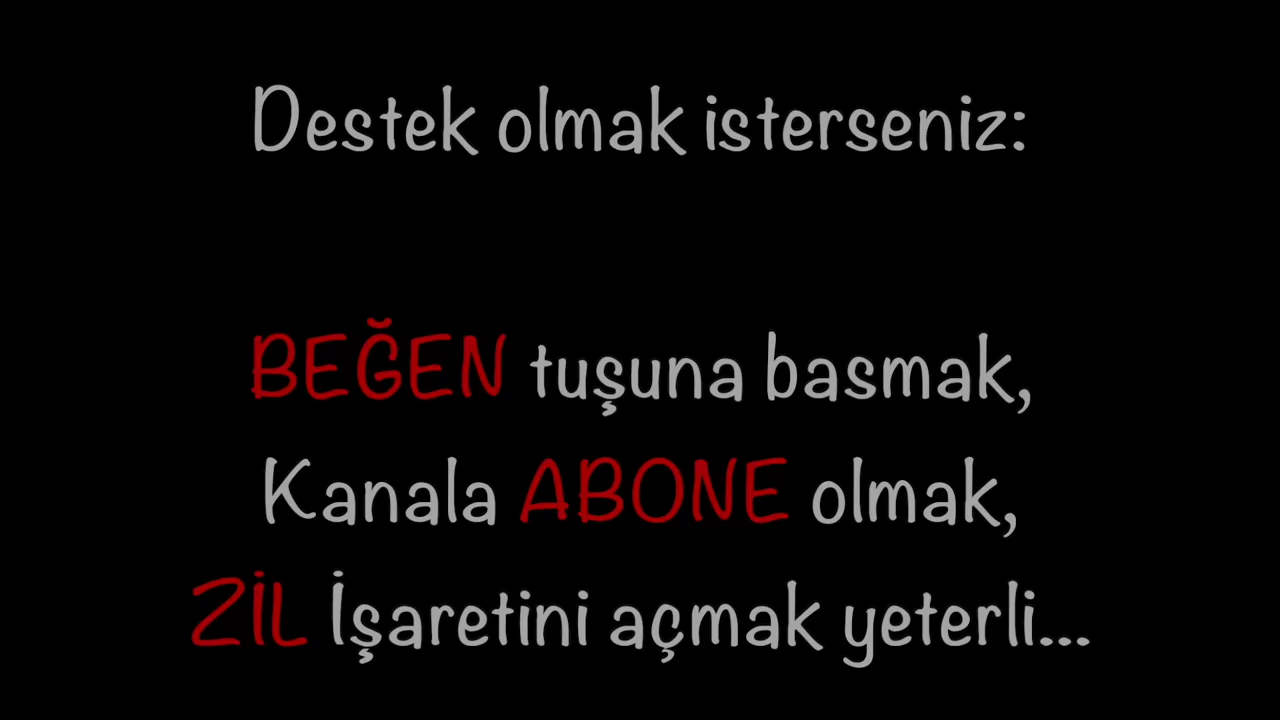 Destek olmak isterseniz:
BEĞEN tuşuna basmak,
Kanala ABONE olmak,
ZİL İşaretini açmak yeterli...